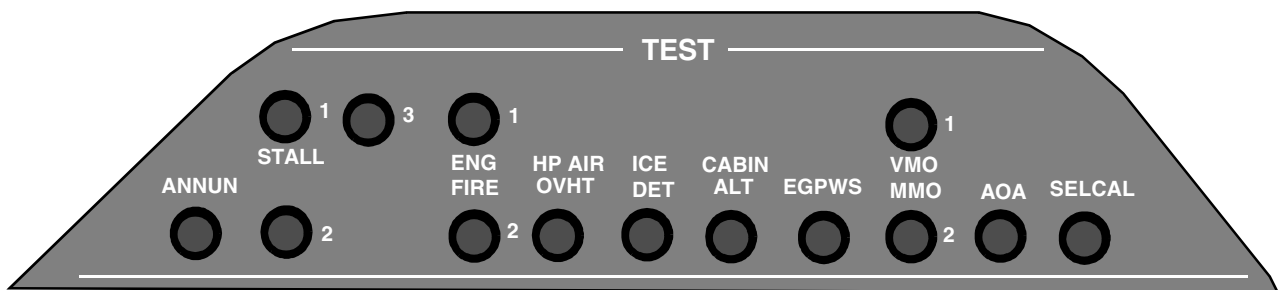 TEST
1 3 1 1
STALL
ENG HP AIR ICE CABIN VMO
FIRE OVHT DET ALT EGPWS MMO AOA SELCAL
ANNUN
2 2 2